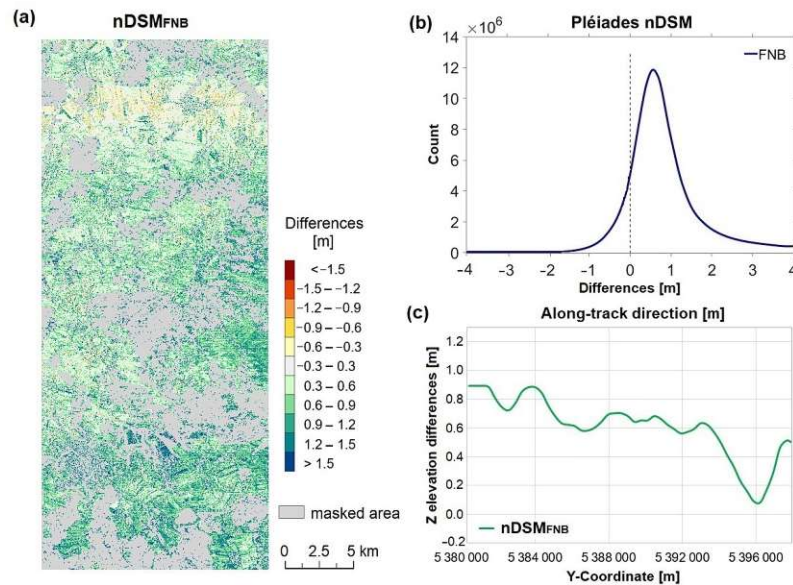 (a)
nDSMFNB
Differences
[m]
<−1.5
−1.5 – −1.2
−1.2 – −0.9
−0.9 – −0.6
−0.6 – −0.3
−0.3 – 0.3
0.3 – 0.6
0.6 – 0.9
0.9 – 1.2
1.2 – 1.5
> 1.5
masked area
0 2.5 5 km
(b)
Pléiades nDSM
×10⁶
14
12
10
8
6
4
2
0
Count
FNB
−4 −3 −2 −1 0 1 2 3 4
Differences [m]
(c)
Along-track direction [m]
Z elevation differences [m]
1.2
1.0
0.8
0.6
0.4
0.2
0.0
−0.2
nDSMFNB
5 380 000 5 384 000 5 388 000 5 392 000 5 396 000
Y-Coordinate [m]